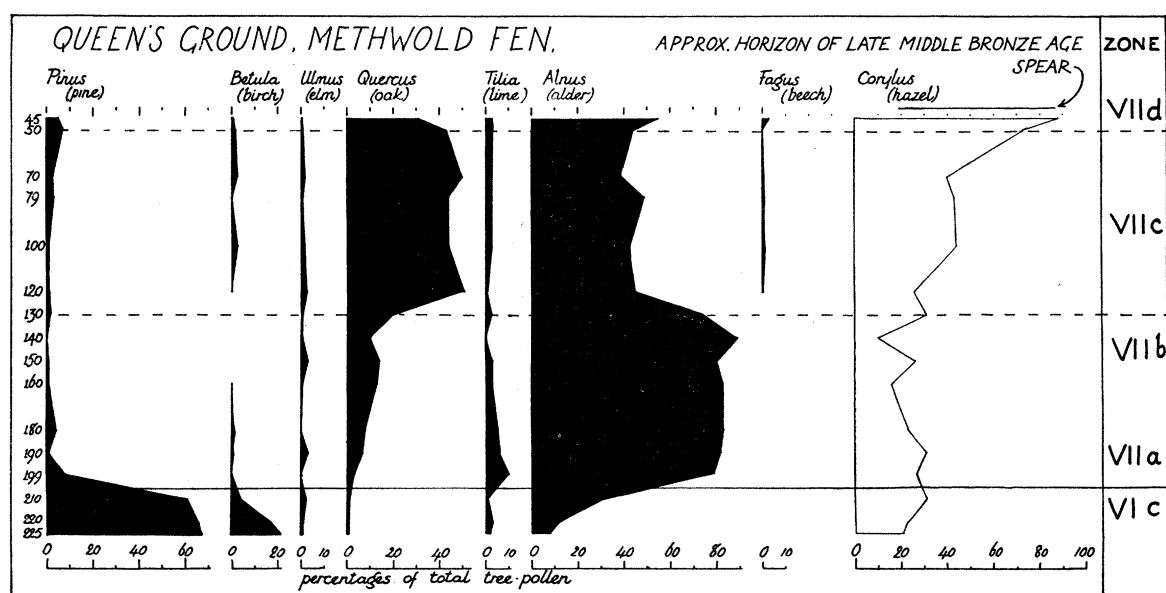 QUEEN'S GROUND, METHWOLD FEN.
APPROX. HORIZON OF LATE MIDDLE BRONZE AGE
SPEAR
ZONE
Pinus
(pine)
Betula
(birch)
Ulmus
(elm)
Quercus
(oak)
Tilia
(lime)
Alnus
(alder)
Fagus
(beech)
Corylus
(hazel)
45
50
70
79
100
120
130
140
150
160
180
190
199
210
220
225
VIId
VIIc
VIIb
VIIa
VIc
20 40 60
0 20
0 10
0 20 40
0 10
0 20 40 60 80
0 10
0 20 40 60 80 100
percentages of total tree-pollen